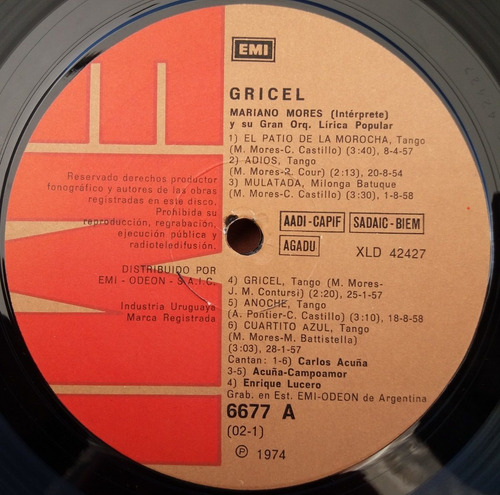 EMI
GRICEL
MARIANO MORES (Intérprete)
y su Gran Orq. Lírica Popular
1) EL PATIO DE LA MOROCHA, Tango
(M. Mores-C. Castillo) (3:40), 8-4-57
2) ADIOS, Tango
(M. Mores-2. Cour) (2:13), 20-8-54
3) MULATADA, Milonga Batuque
(M. Mores-C. Castillo) (3:30), 1-8-58
Reservado derechos productor
fonográfico y autores de las obras
registradas en este disco.
Prohibida su
reproducción, regrabación,
ejecución pública y
radioteledifusión.
AADI-CAPIF
SADAIC-BIEM
AGADU
XLD 42427
DISTRIBUIDO POR
EMI - ODEON - S.A.I.C.
Industria Uruguaya
Marca Registrada
4) GRICEL, Tango (M. Mores-
J. M. Contursi) (2:20), 25-1-57
5) ANOCHE, Tango
(A. Pontier-C. Castillo) (3:10), 18-8-58
6) CUARTITO AZUL, Tango
(M. Mores-M. Battistella)
(3:03), 28-1-57
Cantan: 1-6) Carlos Acuña
3-5) Acuña-Campoamor
4) Enrique Lucero
Grab. en Est. EMI-ODEON de Argentina
6677 A
(02-1)
℗ 1974